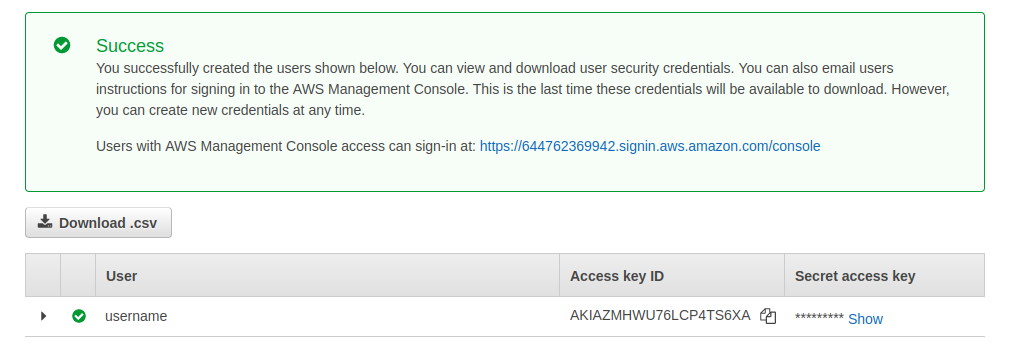 Success
You successfully created the users shown below. You can view and download user security credentials. You can also email users
instructions for signing in to the AWS Management Console. This is the last time these credentials will be available to download. However,
you can create new credentials at any time.
Users with AWS Management Console access can sign-in at: https://644762369942.signin.aws.amazon.com/console
Download .csv
User Access key ID Secret access key
username AKIAZMHWU76LCP4TS6XA ********* Show